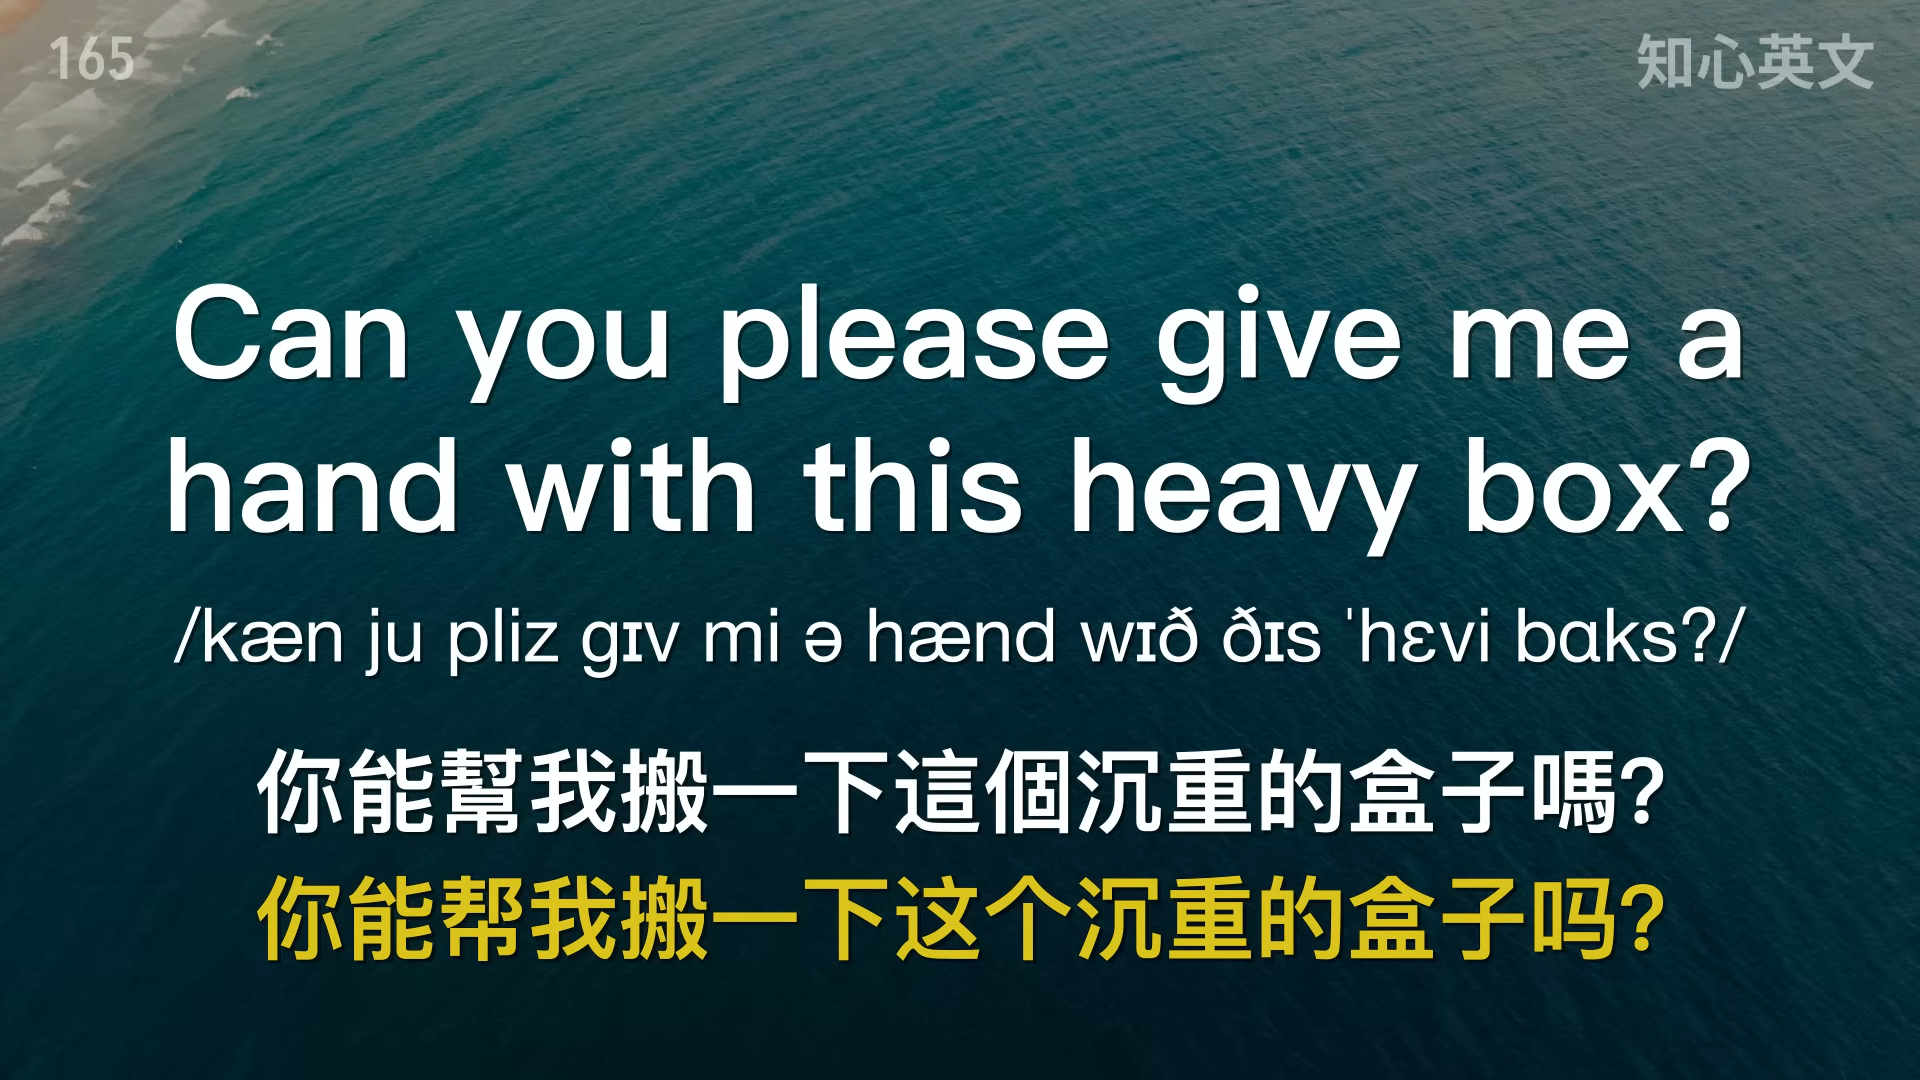 165
知心英文
Can you please give me a
hand with this heavy box?
/kæn ju pliz gɪv mi ə hænd wɪð ðɪs ˈhɛvi bɑks?/
你能幫我搬一下這個沉重的盒子嗎?
你能帮我搬一下这个沉重的盒子吗?